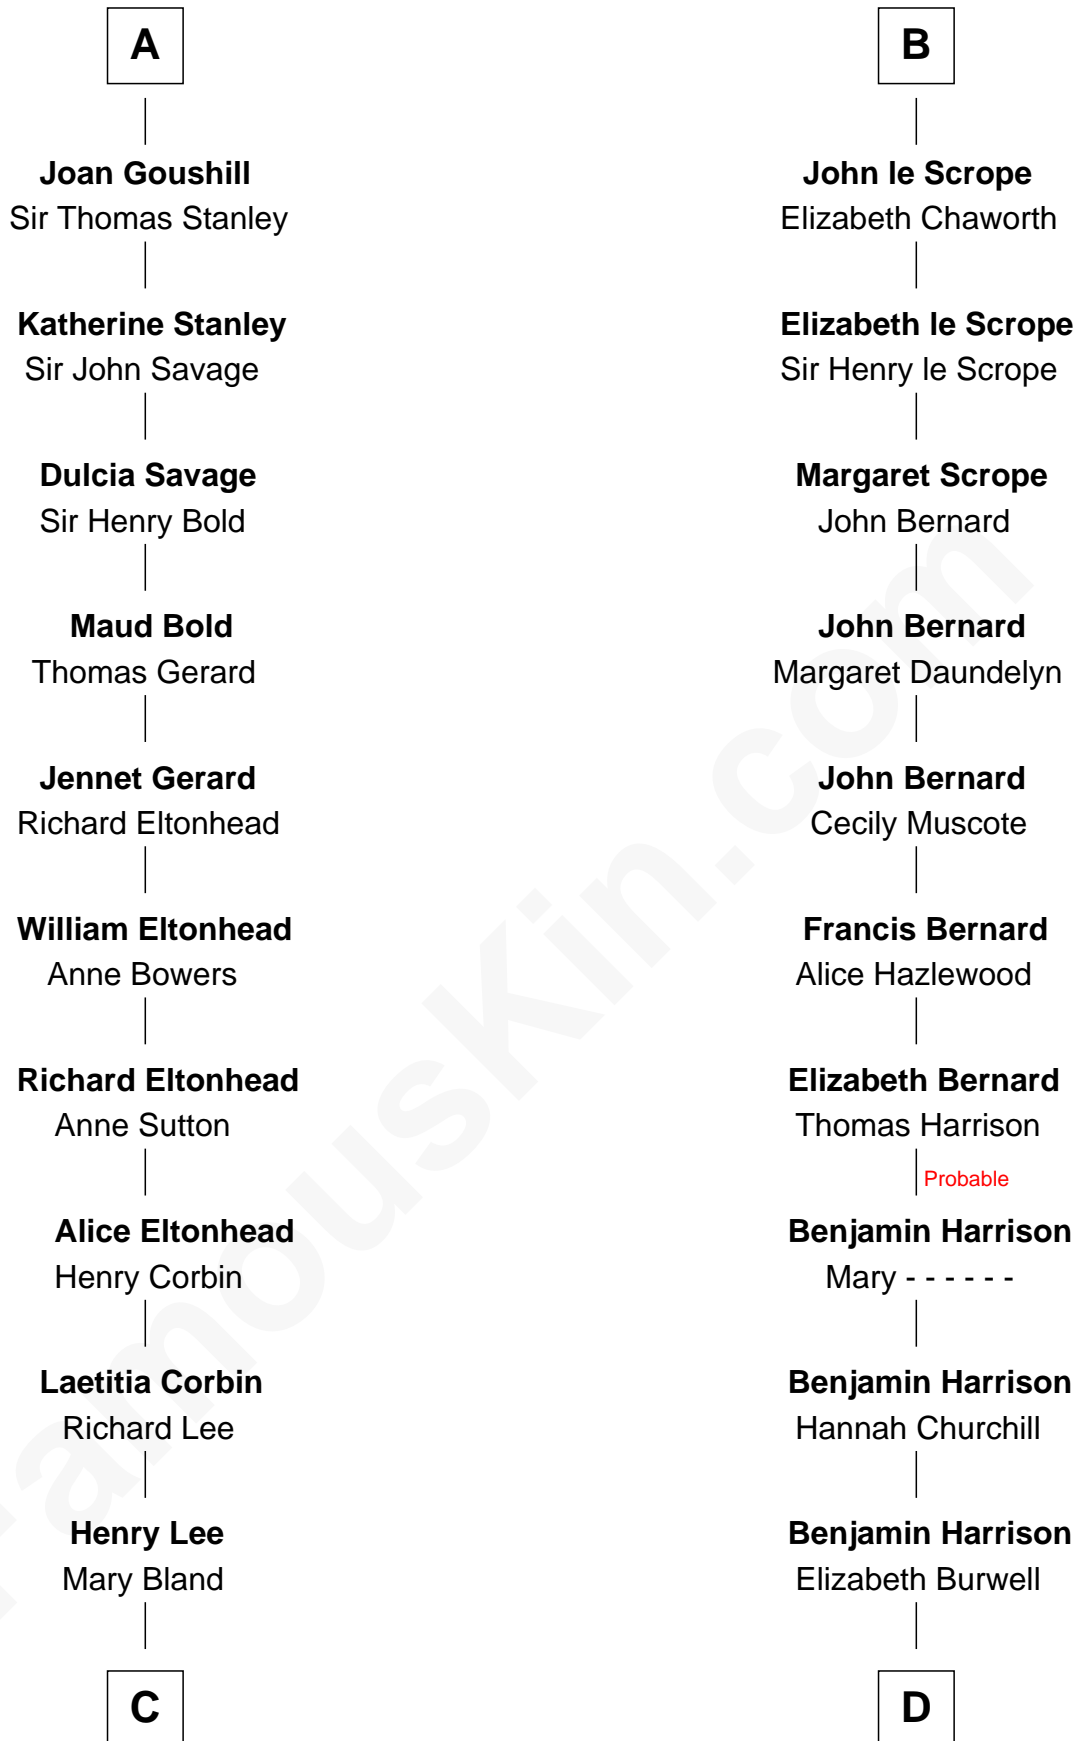 A
Joan Goushill
Sir Thomas Stanley
Katherine Stanley
Sir John Savage
Dulcia Savage
Sir Henry Bold
Maud Bold
Thomas Gerard
Jennet Gerard
Richard Eltonhead
William Eltonhead
Anne Bowers
Richard Eltonhead
Anne Sutton
Alice Eltonhead
Henry Corbin
Laetitia Corbin
Richard Lee
Henry Lee
Mary Bland
C
B
John le Scrope
Elizabeth Chaworth
Elizabeth le Scrope
Sir Henry le Scrope
Margaret Scrope
John Bernard
John Bernard
Margaret Daundelyn
John Bernard
Cecily Muscote
Francis Bernard
Alice Hazlewood
Elizabeth Bernard
Thomas Harrison
Probable
Benjamin Harrison
Mary - - - - - -
Benjamin Harrison
Hannah Churchill
Benjamin Harrison
Elizabeth Burwell
D
FamousKin.com